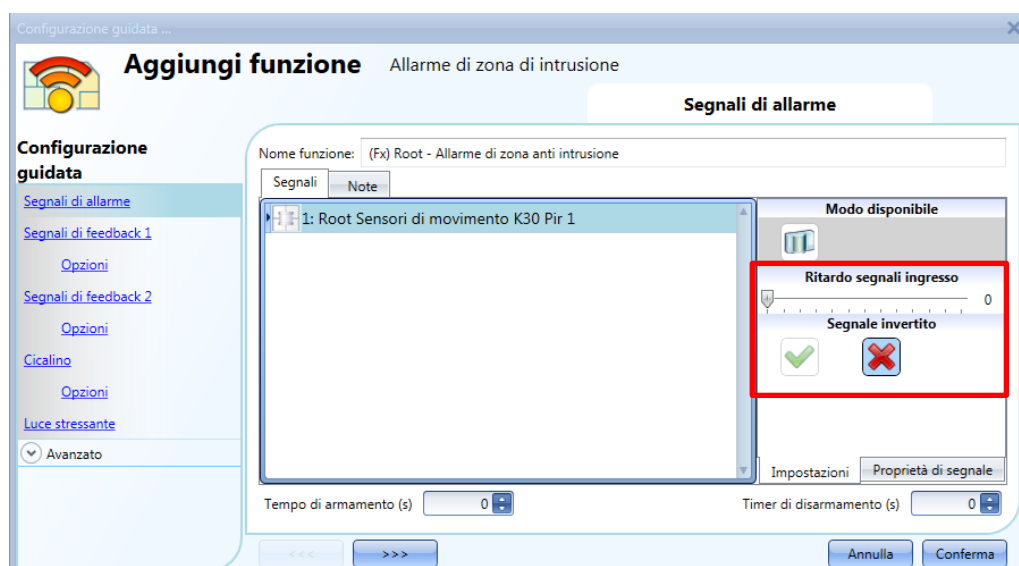 Configurazione guidata ...
Aggiungi funzione Allarme di zona di intrusione
Segnali di allarme
Configurazione
guidata
Segnali di allarme
Segnali di feedback 1
Opzioni
Segnali di feedback 2
Opzioni
Cicalino
Opzioni
Luce stressante
Avanzato
Nome funzione: (Fx) Root - Allarme di zona anti intrusione
Segnali Note
1: Root Sensori di movimento K30 Pir 1
Modo disponibile
Ritardo segnali ingresso
0
Segnale invertito
Impostazioni Proprietà di segnale
Tempo di armamento (s) 0 Timer di disarmamento (s) 0
<<< >>> Annulla Conferma